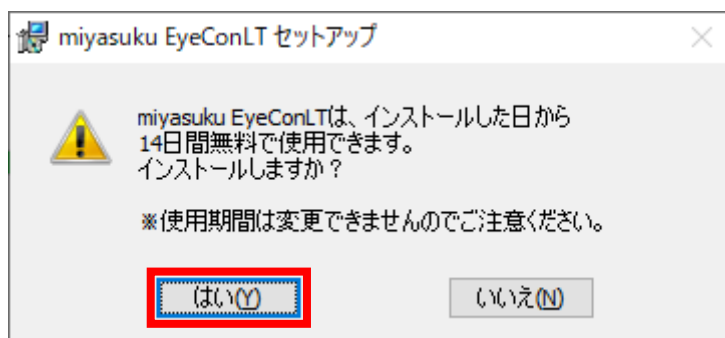 miyasuku EyeConLT セットアップ
miyasuku EyeConLTは、インストールした日から
14日間無料で使用できます。
インストールしますか？
※使用期間は変更できませんのでご注意ください。
はい(Y)
いいえ(N)